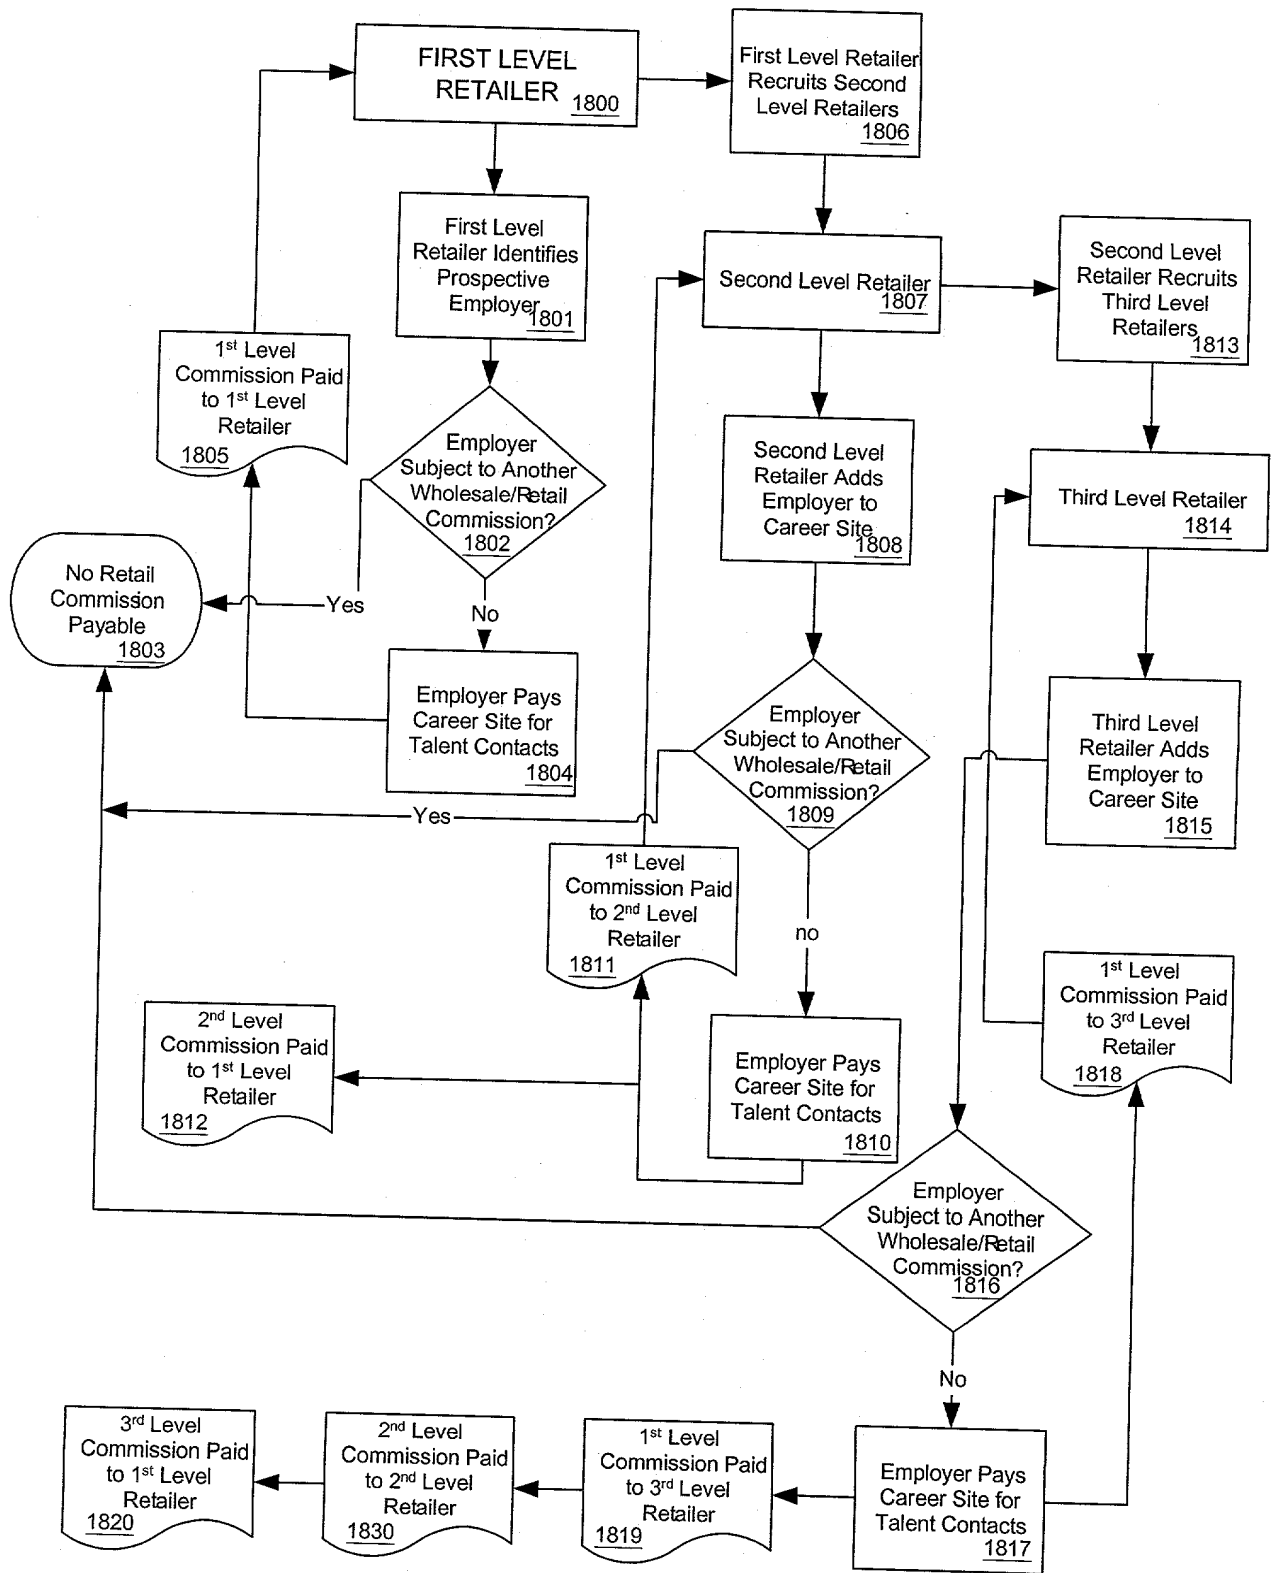 FIRST LEVEL
RETAILER
1800
First Level Retailer
Recruits Second
Level Retailers
1806
First Level
Retailer Identifies
Prospective
Employer
1801
Second Level Retailer
1807
Second Level
Retailer Recruits
Third Level
Retailers
1813
1st Level
Commission Paid
to 1st Level
Retailer
1805
Employer
Subject to Another
Wholesale/Retail
Commission?
1802
Second Level
Retailer Adds
Employer to
Career Site
1808
Third Level Retailer
1814
No Retail
Commission
Payable
1803
Yes
No
Employer Pays
Career Site for
Talent Contacts
1804
Employer
Subject to Another
Wholesale/Retail
Commission?
1809
Third Level
Retailer Adds
Employer to
Career Site
1815
Yes
1st Level
Commission Paid
to 2nd Level
Retailer
1811
no
1st Level
Commission Paid
to 3rd Level
Retailer
1818
2nd Level
Commission Paid
to 1st Level
Retailer
1812
Employer Pays
Career Site for
Talent Contacts
1810
Employer
Subject to Another
Wholesale/Retail
Commission?
1816
No
3rd Level
Commission Paid
to 1st Level
Retailer
1820
2nd Level
Commission Paid
to 2nd Level
Retailer
1830
1st Level
Commission Paid
to 3rd Level
Retailer
1819
Employer Pays
Career Site for
Talent Contacts
1817